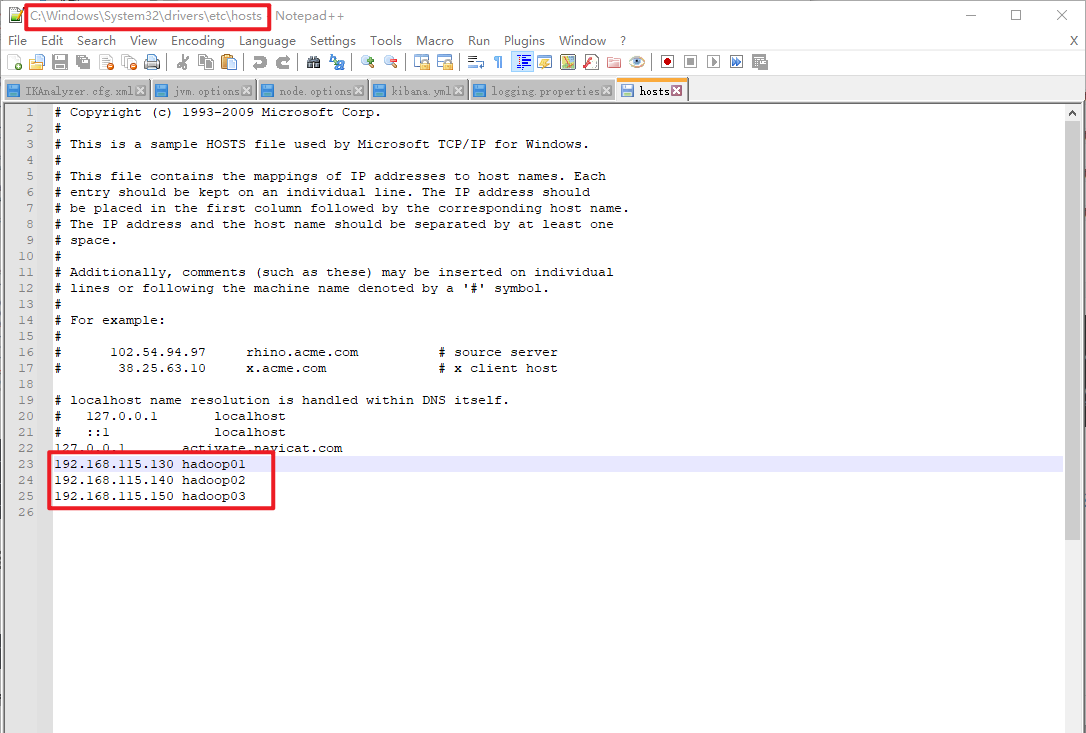 C:\Windows\System32\drivers\etc\hosts - Notepad++
File Edit Search View Encoding Language Settings Tools Macro Run Plugins Window ? X
IKAnalyzer.cfg.xml jvm.options node.options kibana.yml logging.properties hosts
1 # Copyright (c) 1993-2009 Microsoft Corp.
2 #
3 # This is a sample HOSTS file used by Microsoft TCP/IP for Windows.
4 #
5 # This file contains the mappings of IP addresses to host names. Each
6 # entry should be kept on an individual line. The IP address should
7 # be placed in the first column followed by the corresponding host name.
8 # The IP address and the host name should be separated by at least one
9 # space.
10 #
11 # Additionally, comments (such as these) may be inserted on individual
12 # lines or following the machine name denoted by a '#' symbol.
13 #
14 # For example:
15 #
16 #      102.54.94.97     rhino.acme.com          # source server
17 #       38.25.63.10     x.acme.com              # x client host
18
19 # localhost name resolution is handled within DNS itself.
20 #   127.0.0.1       localhost
21 #   ::1             localhost
22 127.0.0.1       activate.navicat.com
23 192.168.115.130 hadoop01
24 192.168.115.140 hadoop02
25 192.168.115.150 hadoop03
26